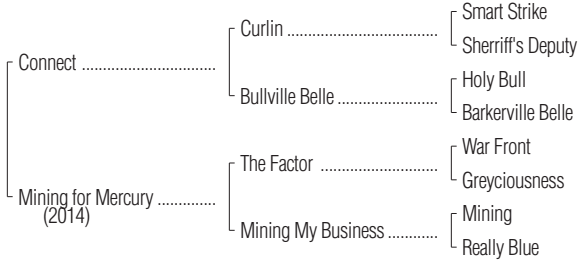 Smart Strike
Curlin ................................................
Sherriff's Deputy
Connect ...............................
Holy Bull
Bullville Belle ................................
Barkerville Belle
War Front
The Factor .....................................
Greyciousness
Mining for Mercury ..............
(2014)
Mining
Mining My Business ............
Really Blue